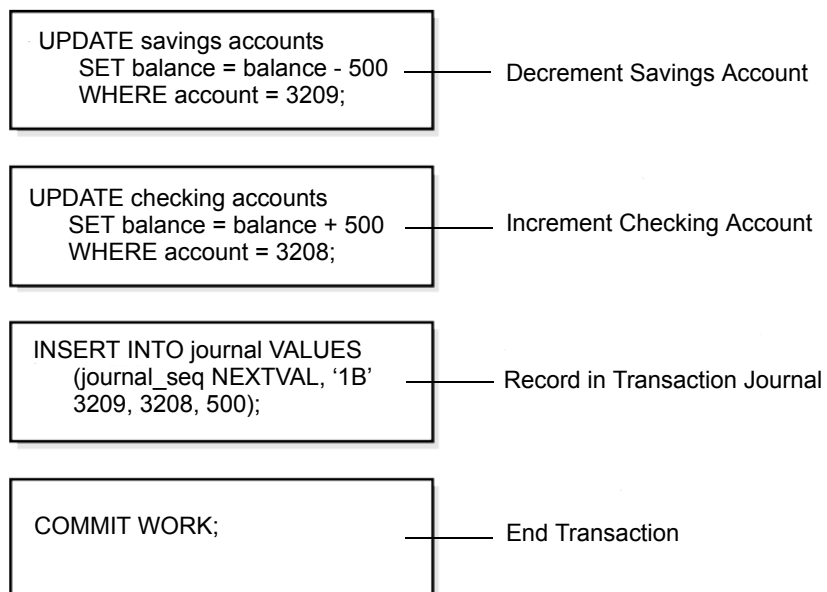 UPDATE savings accounts
SET balance = balance - 500
WHERE account = 3209;
Decrement Savings Account
UPDATE checking accounts
SET balance = balance + 500
WHERE account = 3208;
Increment Checking Account
INSERT INTO journal VALUES
(journal_seq NEXTVAL, ‘1B’
3209, 3208, 500);
Record in Transaction Journal
COMMIT WORK;
End Transaction